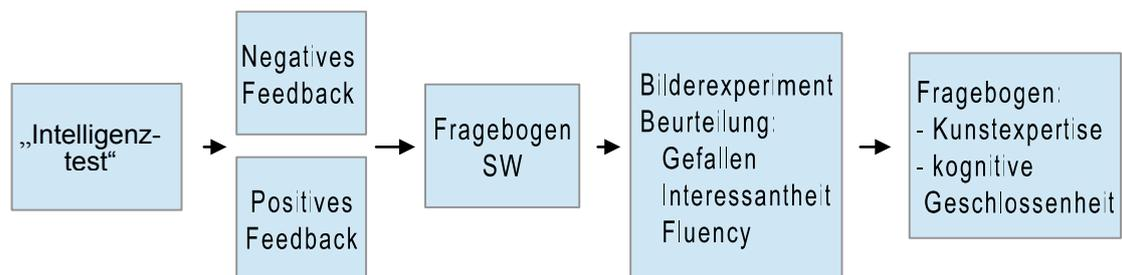 „Intelligenz-
test“
Negatives
Feedback
Positives
Feedback
Fragebogen
SW
Bilderexperiment
Beurteilung:
Gefallen
Interessantheit
Fluency
Fragebogen:
- Kunstexpertise
- kognitive
Geschlossenheit